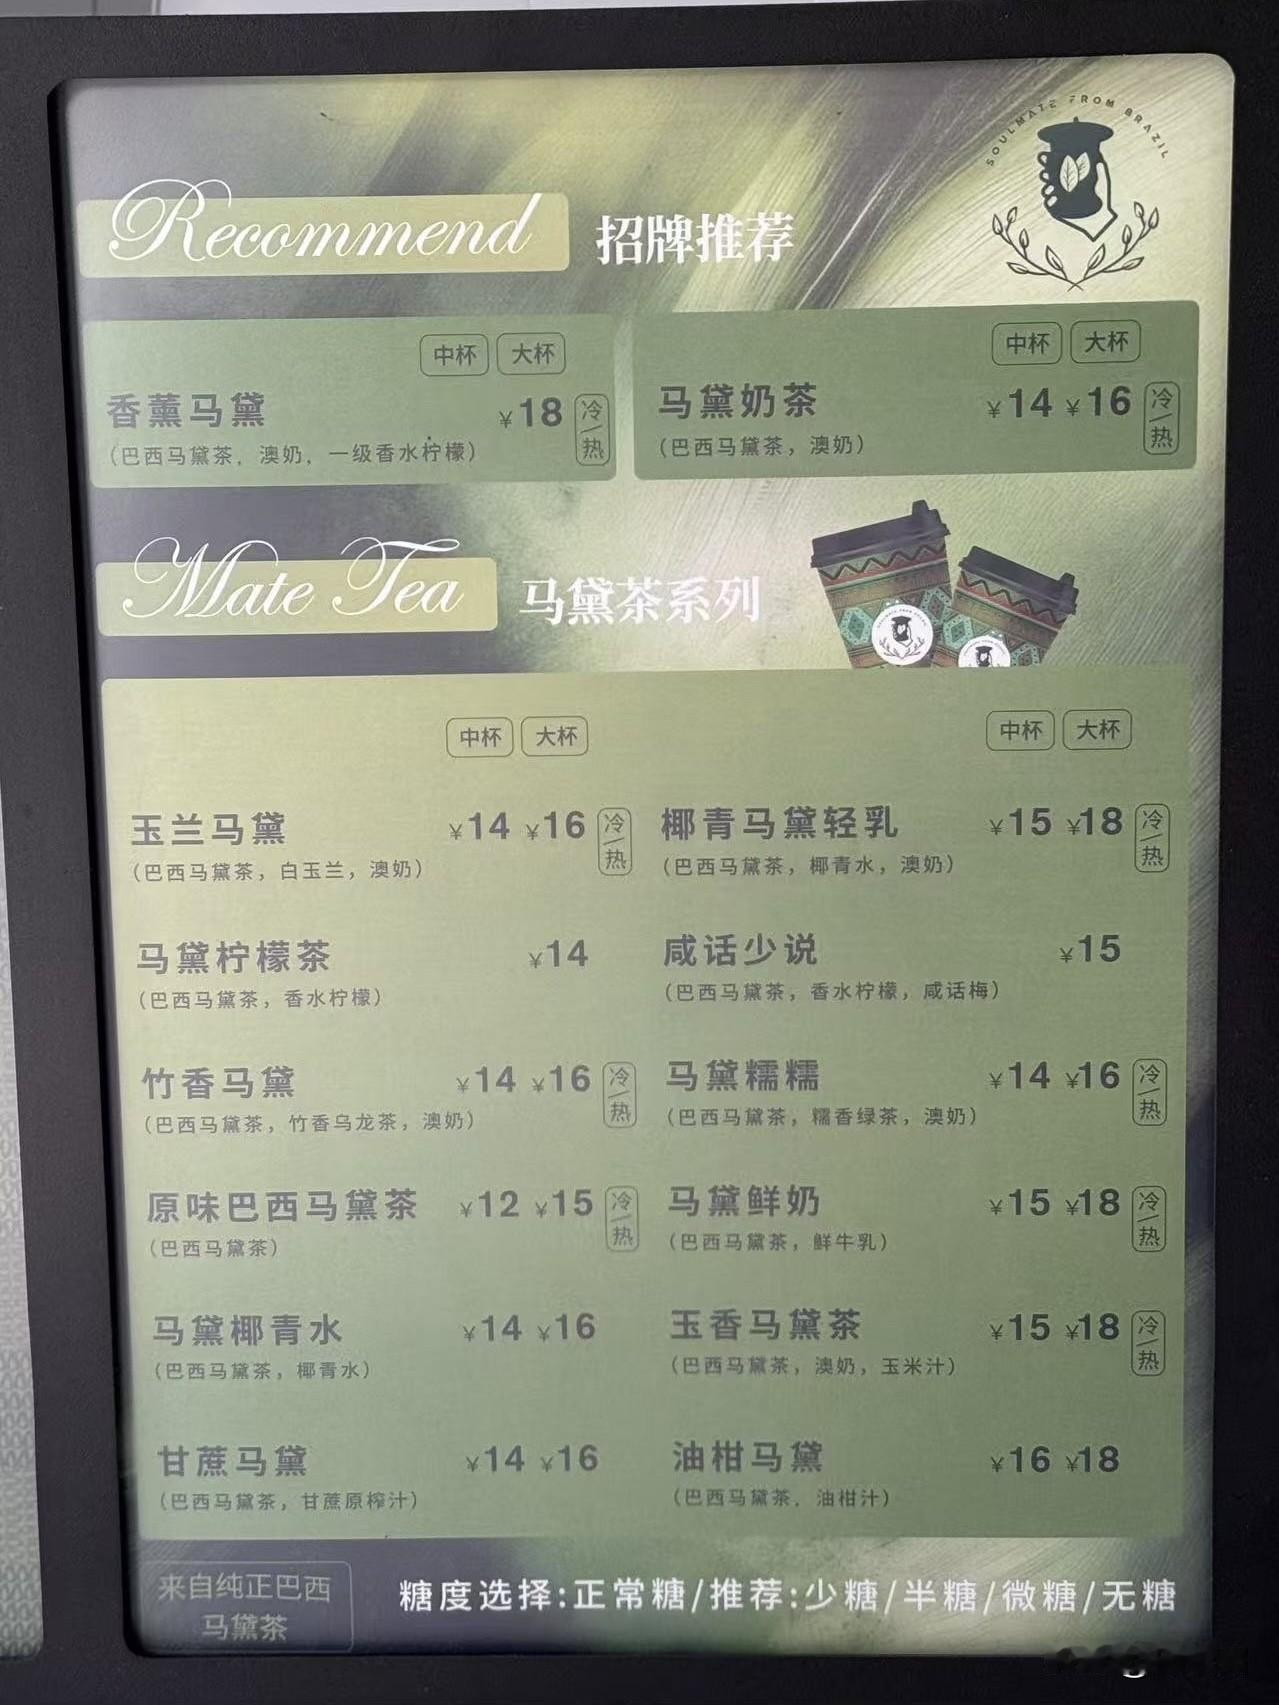 SOULMATE FROM BRAZIL
Recommend 招牌推荐
中杯 大杯
香薰马黛 ¥18 冷/热
（巴西马黛茶，澳奶，一级香水柠檬）
中杯 大杯
马黛奶茶 ¥14 ¥16 冷/热
（巴西马黛茶，澳奶）
Mate Tea 马黛茶系列
中杯 大杯
玉兰马黛 ¥14 ¥16 冷/热
（巴西马黛茶，白玉兰，澳奶）
马黛柠檬茶 ¥14
（巴西马黛茶，香水柠檬）
竹香马黛 ¥14 ¥16 冷/热
（巴西马黛茶，竹香乌龙茶，澳奶）
原味巴西马黛茶 ¥12 ¥15 冷/热
（巴西马黛茶）
马黛椰青水 ¥14 ¥16
（巴西马黛茶，椰青水）
甘蔗马黛 ¥14 ¥16
（巴西马黛茶，甘蔗原榨汁）
中杯 大杯
椰青马黛轻乳 ¥15 ¥18 冷/热
（巴西马黛茶，椰青水，澳奶）
咸话少说 ¥15
（巴西马黛茶，香水柠檬，咸话梅）
马黛糯糯 ¥14 ¥16 冷/热
（巴西马黛茶，糯香绿茶，澳奶）
马黛鲜奶 ¥15 ¥18 冷/热
（巴西马黛茶，鲜牛乳）
玉香马黛茶 ¥15 ¥18 冷/热
（巴西马黛茶，澳奶，玉米汁）
油柑马黛 ¥16 ¥18
（巴西马黛茶，油柑汁）
来自纯正巴西
马黛茶
糖度选择:正常糖/推荐:少糖/半糖/微糖/无糖